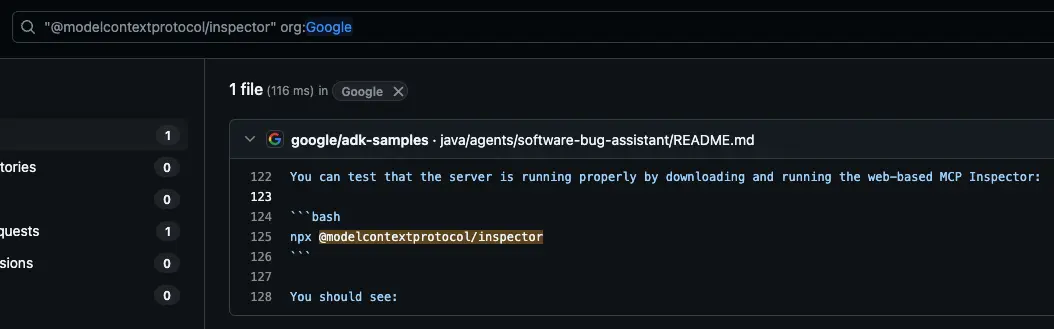 "@modelcontextprotocol/inspector" org:Google
1 file (116 ms) in Google
1
tories 0
0
quests 1
sions 0
0
google/adk-samples · java/agents/software-bug-assistant/README.md
122 You can test that the server is running properly by downloading and running the web-based MCP Inspector:
123
124 ```bash
125 npx @modelcontextprotocol/inspector
126 ```
127
128 You should see: